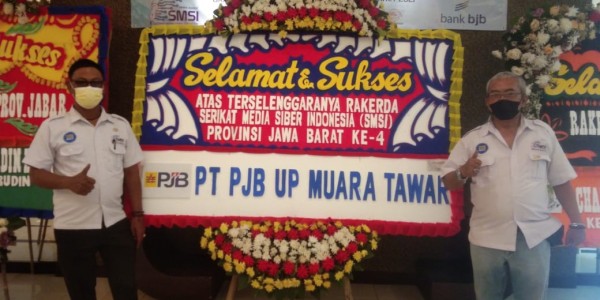 SMSI
bank bjb
Sukses
PROV. JABAR
Selamat & Sukses
ATAS TERSELENGGARANYA RAKERDA
SERIKAT MEDIA SIBER INDONESIA (SMSI)
PROVINSI JAWA BARAT KE-4
PJB PT PJB UP MUARA TAWAR